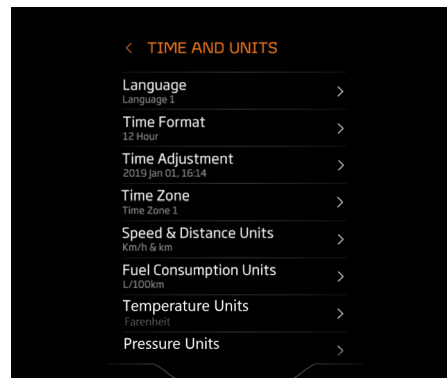 TIME AND UNITS
Language
Language 1
Time Format
12 Hour
Time Adjustment
2019 Jan 01, 16:14
Time Zone
Time Zone 1
Speed & Distance Units
Km/h & km
Fuel Consumption Units
L/100km
Temperature Units
Farenheit
Pressure Units